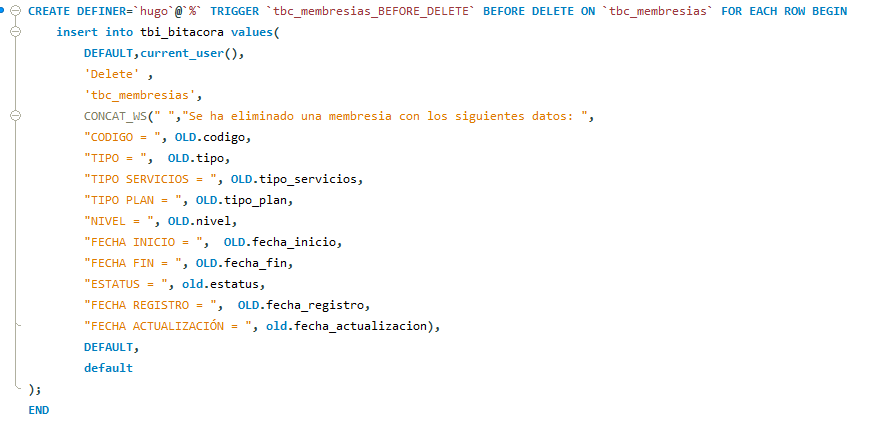 CREATE DEFINER=`hugo`@`%` TRIGGER `tbc_membresias_BEFORE_DELETE` BEFORE DELETE ON `tbc_membresias` FOR EACH ROW BEGIN
insert into tbi_bitacora values(
DEFAULT,current_user(),
'Delete' ,
'tbc_membresias',
CONCAT_WS(" ","Se ha eliminado una membresia con los siguientes datos: ",
"CODIGO = ", OLD.codigo,
"TIPO = ",  OLD.tipo,
"TIPO SERVICIOS = ", OLD.tipo_servicios,
"TIPO PLAN = ", OLD.tipo_plan,
"NIVEL = ", OLD.nivel,
"FECHA INICIO = ",  OLD.fecha_inicio,
"FECHA FIN = ", OLD.fecha_fin,
"ESTATUS = ", old.estatus,
"FECHA REGISTRO = ",  OLD.fecha_registro,
"FECHA ACTUALIZACIÓN = ", old.fecha_actualizacion),
DEFAULT,
default
);
END